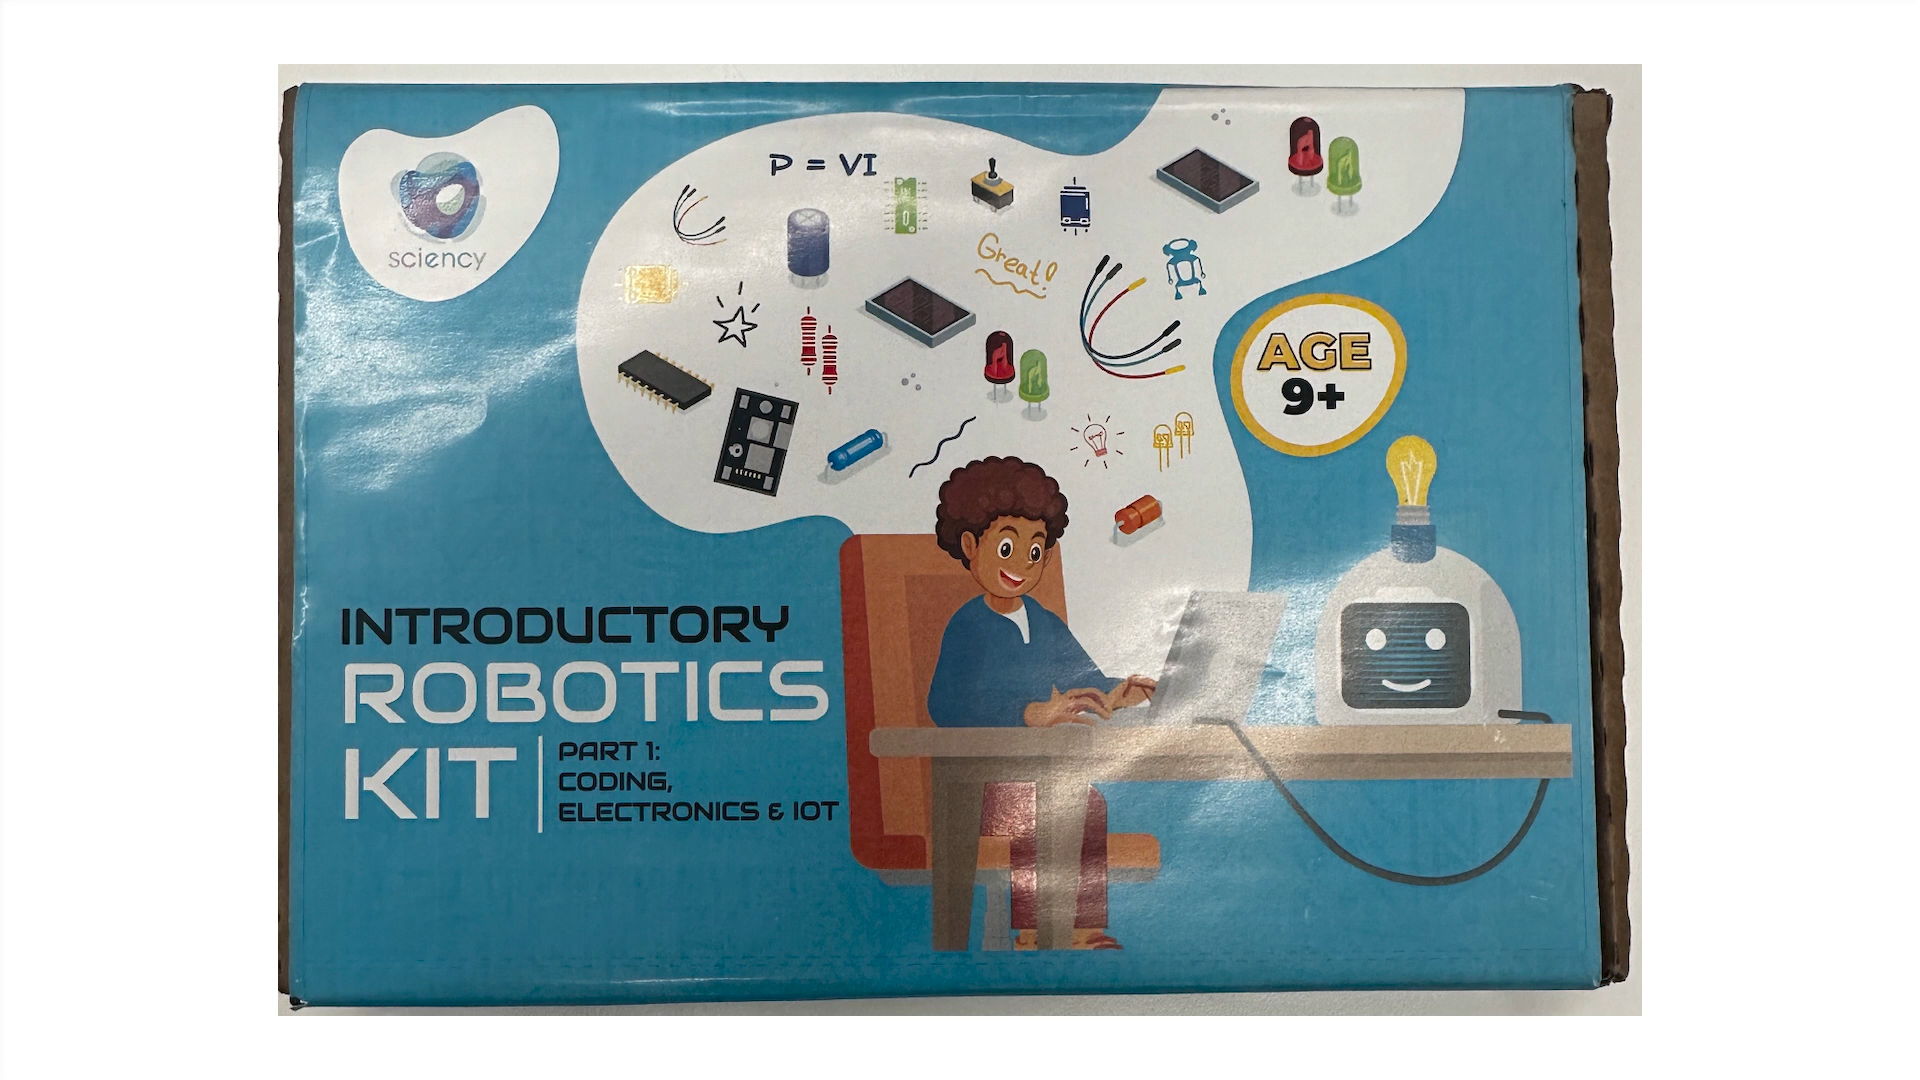 sciency
P = VI
Great!
AGE
9+
INTRODUCTORY
ROBOTICS
KIT
PART 1:
CODING,
ELECTRONICS & IOT